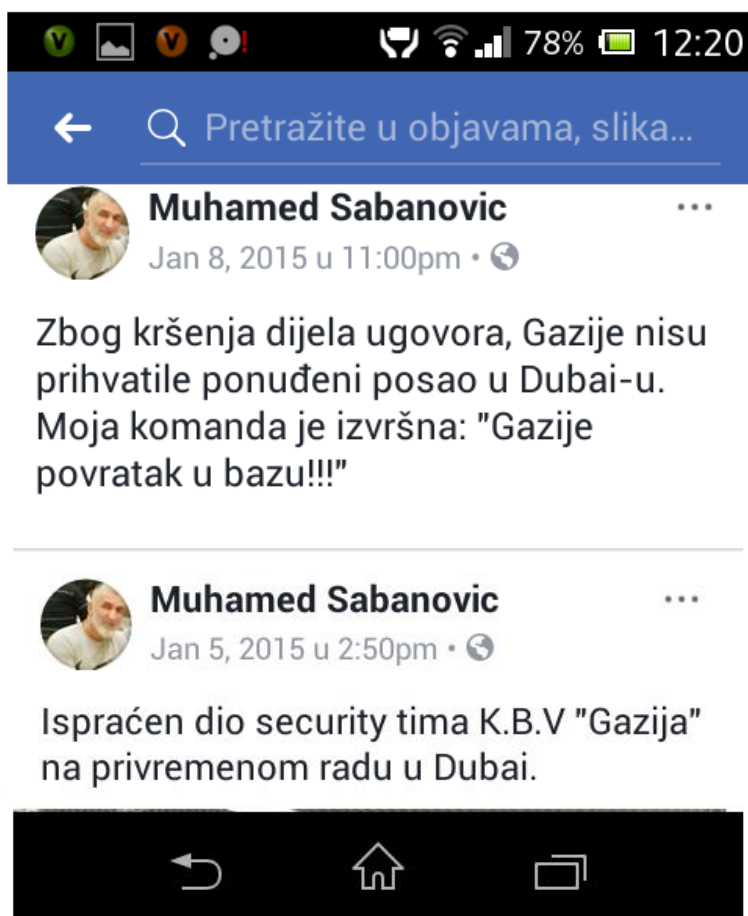 78% 12:20
Pretražite u objavama, slika...
Muhamed Sabanovic
Jan 8, 2015 u 11:00pm •
Zbog kršenja dijela ugovora, Gazije nisu
prihvatile ponuđeni posao u Dubai-u.
Moja komanda je izvršna: "Gazije
povratak u bazu!!!"
Muhamed Sabanovic
Jan 5, 2015 u 2:50pm •
Ispraćen dio security tima K.B.V "Gazija"
na privremenom radu u Dubai.